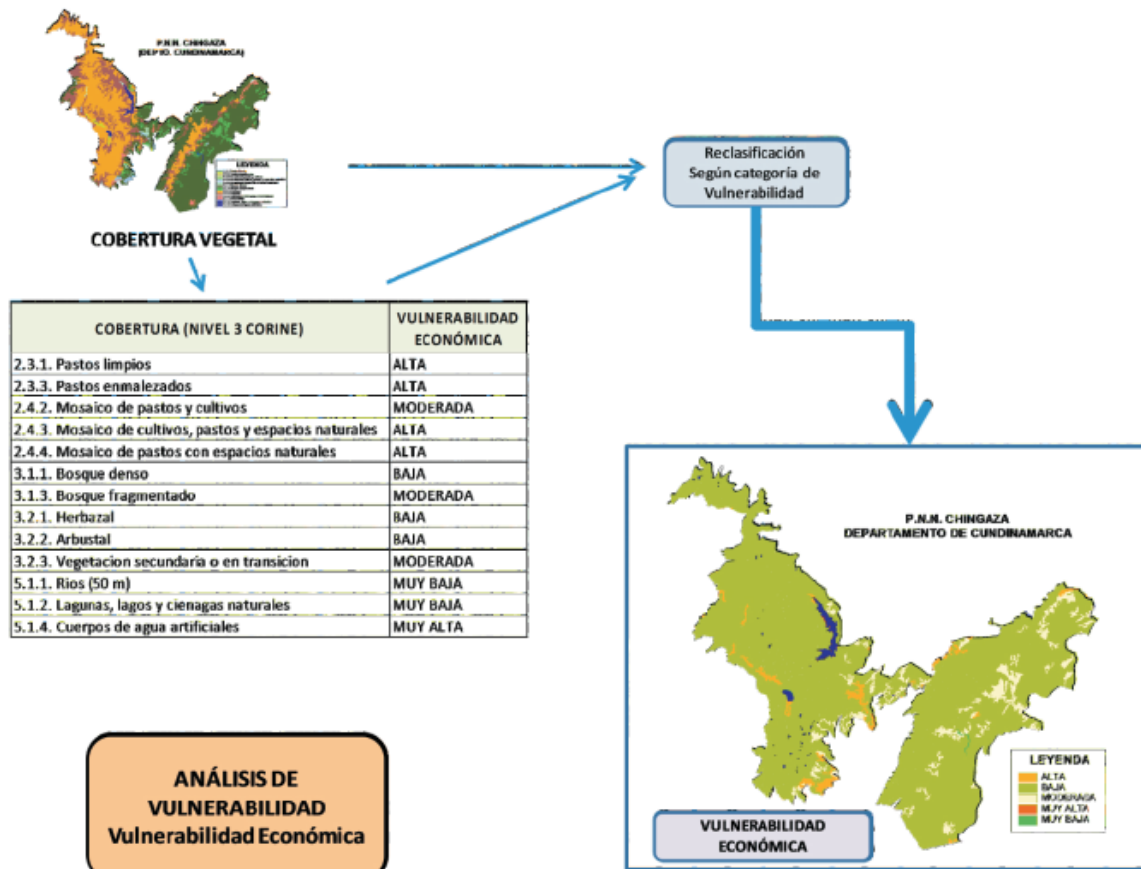 P.N.N. CHINGAZA
(DEPTO. CUNDINAMARCA)
LEYENDA
COBERTURA VEGETAL
Reclasificación
Según categoría de
Vulnerabilidad
COBERTURA (NIVEL 3 CORINE) VULNERABILIDAD ECONÓMICA
2.3.1. Pastos limpios ALTA
2.3.3. Pastos enmalezados ALTA
2.4.2. Mosaico de pastos y cultivos MODERADA
2.4.3. Mosaico de cultivos, pastos y espacios naturales ALTA
2.4.4. Mosaico de pastos con espacios naturales ALTA
3.1.1. Bosque denso BAJA
3.1.3. Bosque fragmentado MODERADA
3.2.1. Herbazal BAJA
3.2.2. Arbustal BAJA
3.2.3. Vegetacion secundaria o en transicion MODERADA
5.1.1. Rios (50 m) MUY BAJA
5.1.2. Lagunas, lagos y cienagas naturales MUY BAJA
5.1.4. Cuerpos de agua artificiales MUY ALTA
P.N.N. CHINGAZA
DEPARTAMENTO DE CUNDINAMARCA
LEYENDA
ALTA
BAJA
MODERADA
MUY ALTA
MUY BAJA
VULNERABILIDAD
ECONÓMICA
ANÁLISIS DE
VULNERABILIDAD
Vulnerabilidad Económica